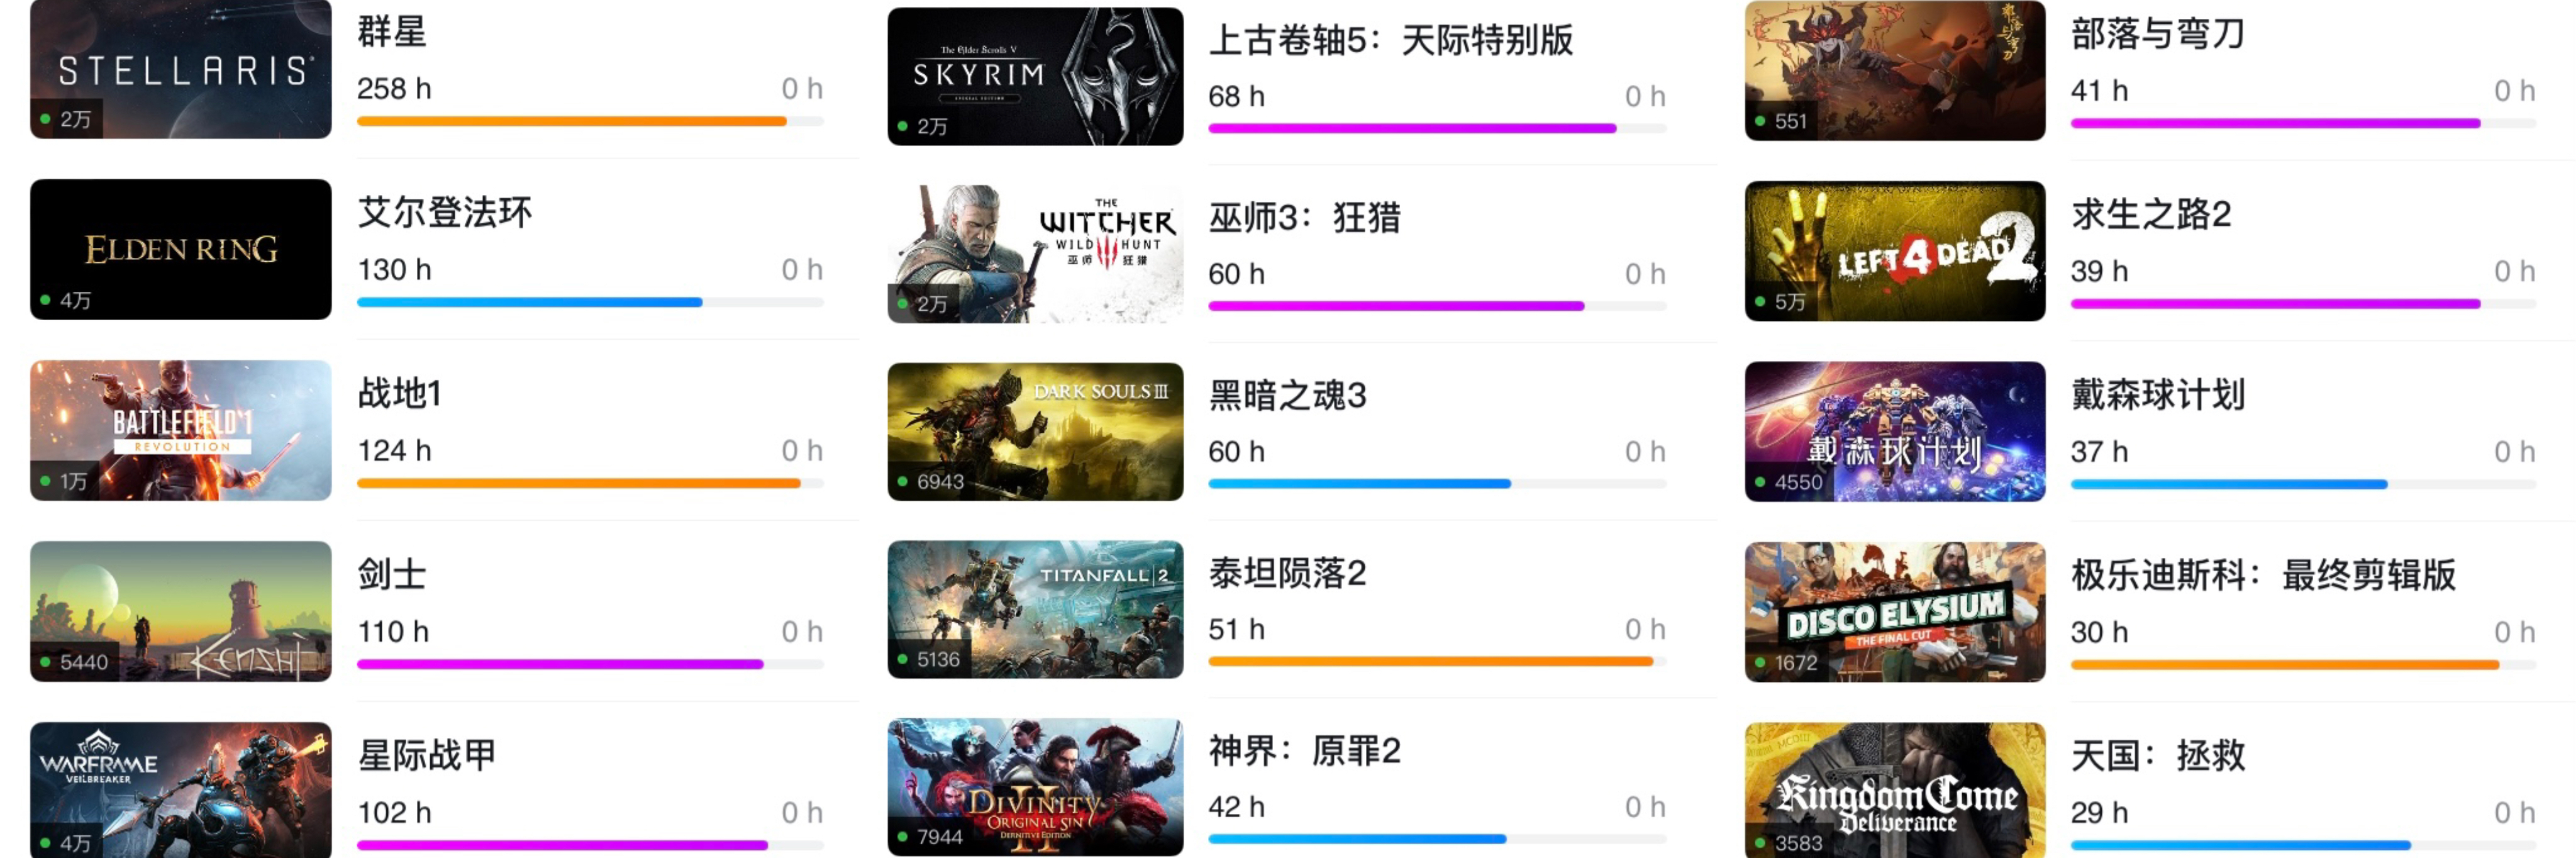 STELLARIS
2万
群星
258 h
0 h
ELDEN RING
4万
艾尔登法环
130 h
0 h
BATTLEFIELD 1
REVOLUTION
1万
战地1
124 h
0 h
KENSHI
5440
剑士
110 h
0 h
WARFRAME
VEILBREAKER
4万
星际战甲
102 h
0 h
The Elder Scrolls V
SKYRIM
SPECIAL EDITION
2万
上古卷轴5：天际特别版
68 h
0 h
THE
WITCHER
WILD HUNT
巫师 狂猎
2万
巫师3：狂猎
60 h
0 h
DARK SOULS III
6943
黑暗之魂3
60 h
0 h
TITANFALL 2
5136
泰坦陨落2
51 h
0 h
DIVINITY
II
ORIGINAL SIN
DEFINITIVE EDITION
7944
神界：原罪2
42 h
0 h
部落与弯刀
551
部落与弯刀
41 h
0 h
LEFT 4 DEAD 2
5万
求生之路2
39 h
0 h
戴森球计划
4550
戴森球计划
37 h
0 h
DISCO ELYSIUM
THE FINAL CUT
1672
极乐迪斯科：最终剪辑版
30 h
0 h
Kingdom Come
Deliverance
3583
天国：拯救
29 h
0 h